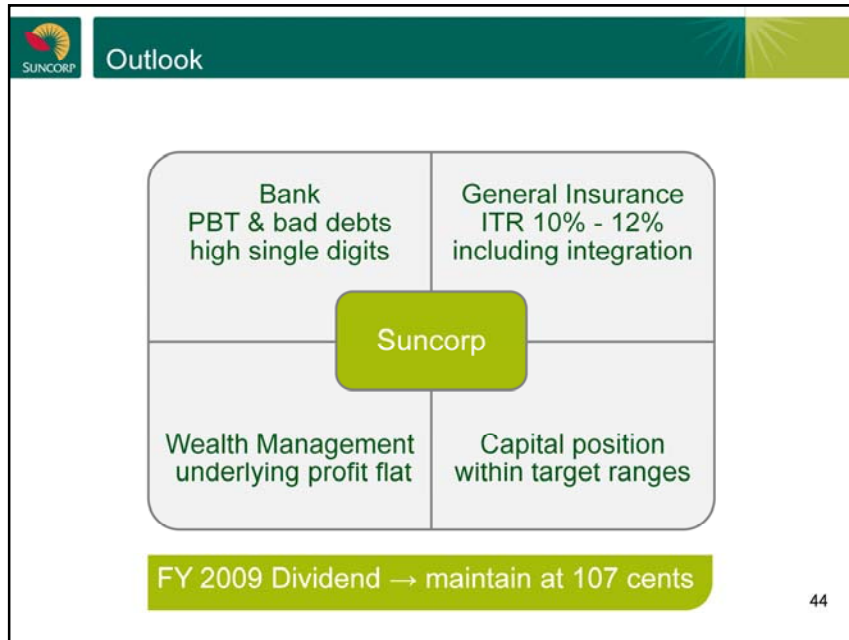 SUNCORP
Outlook
Bank
PBT & bad debts
high single digits
General Insurance
ITR 10% - 12%
including integration
Suncorp
Wealth Management
underlying profit flat
Capital position
within target ranges
FY 2009 Dividend → maintain at 107 cents
44